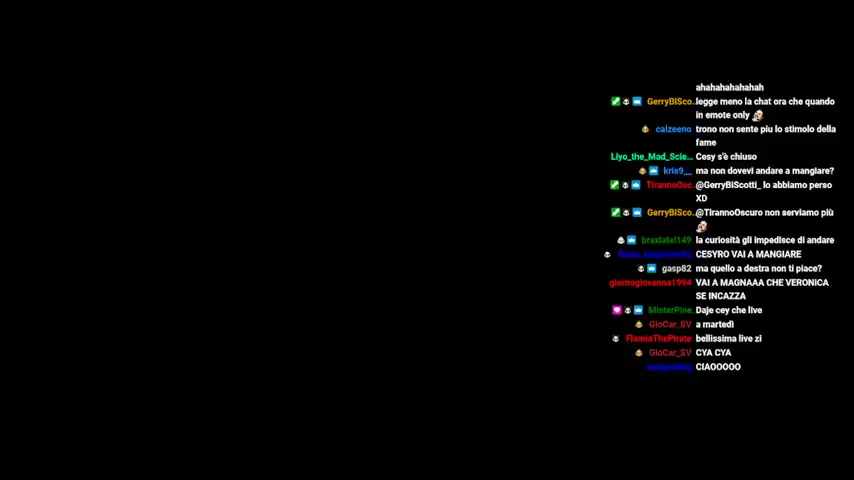 ahahahahahahah
GerryBiSco... legge meno la chat ora che quando
in emote only
calzeeno trono non sente piu lo stimolo della
fame
Liyo_the_Mad_Scie... Cesy s'è chiuso
kris9__ ma non dovevi andare a mangiare?
TirannoOsc... @GerryBiScotti_ lo abbiamo perso
XD
GerryBiSco... @TirannoOscuro non serviamo più
braxlatel149 la curiosità gli impedisce di andare
CESYRO VAI A MANGIARE
gasp82 ma quello a destra non ti piace?
giornogiovanna1994 VAI A MAGNAAA CHE VERONICA
SE INCAZZA
MisterPine... Daje cey che live
GioCar_SV a martedì
FlamisThePirate bellissima live zi
GioCar_SV CYA CYA
CIAOOOOO